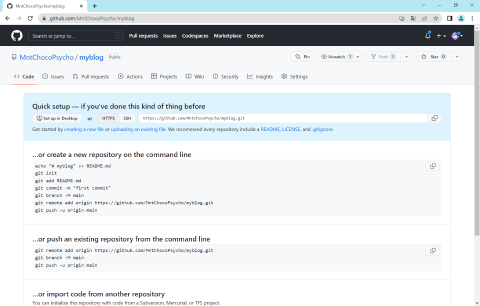 MntChocoPsycho/myblog
github.com/MntChocoPsycho/myblog
Search or jump to...
Pull requests Issues Codespaces Marketplace Explore
MntChocoPsycho / myblog Public
Pin Unwatch 1 Fork 0 Star 0
Code Issues Pull requests Actions Projects Wiki Security Insights Settings
Quick setup — if you've done this kind of thing before
Set up in Desktop or HTTPS SSH https://github.com/MntChocoPsycho/myblog.git
Get started by creating a new file or uploading an existing file. We recommend every repository include a README, LICENSE, and .gitignore.
...or create a new repository on the command line
echo "# myblog" >> README.md
git init
git add README.md
git commit -m "first commit"
git branch -M main
git remote add origin https://github.com/MntChocoPsycho/myblog.git
git push -u origin main
...or push an existing repository from the command line
git remote add origin https://github.com/MntChocoPsycho/myblog.git
git branch -M main
git push -u origin main
...or import code from another repository
You can initialize this repository with code from a Subversion, Mercurial, or TFS project.